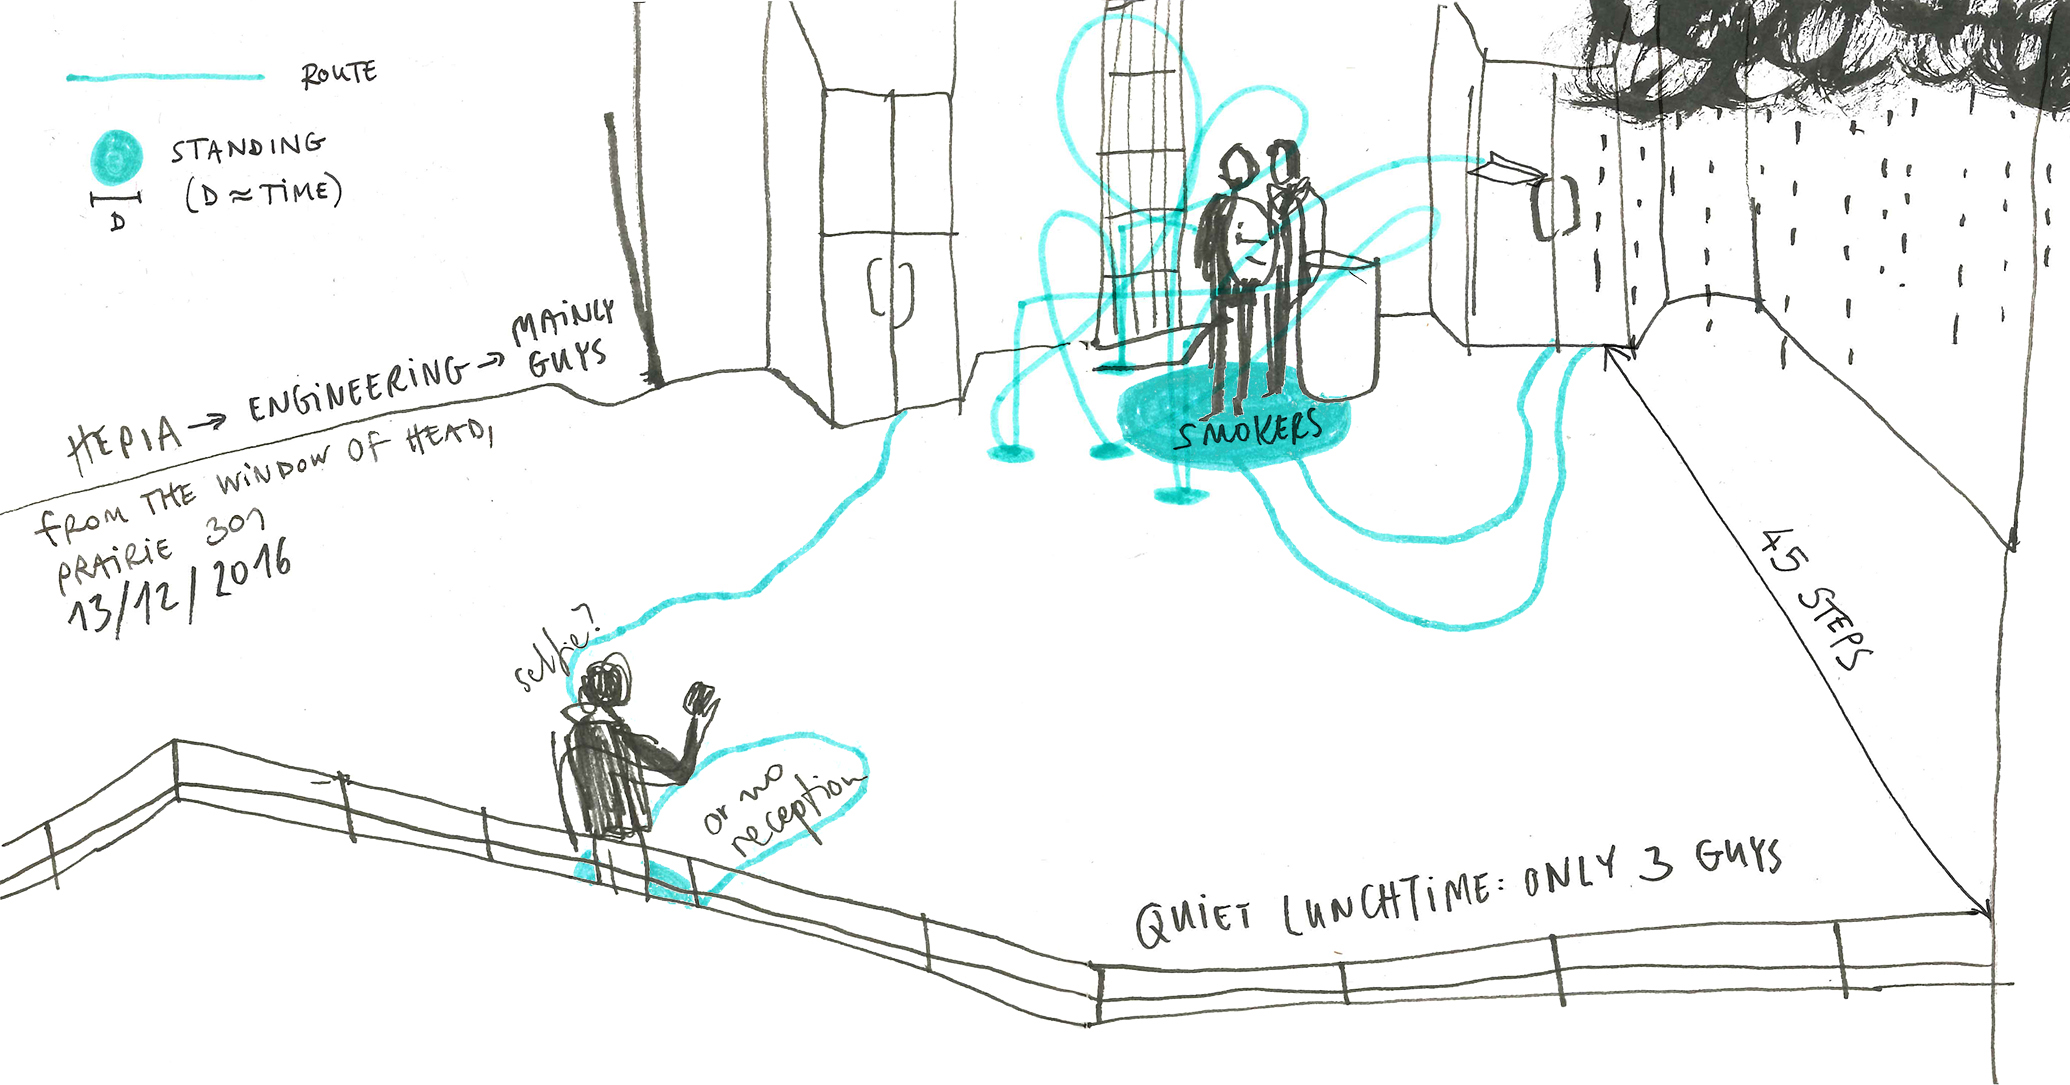 ROUTE
STANDING
(D ≈ TIME)
D
HEPIA → ENGINEERING → MAINLY
GUYS
FROM THE WINDOW OF HEAD,
PRAIRIE 301
13/12/2016
SMOKERS
45 STEPS
selfie?
or no
reception
QUIET LUNCHTIME: ONLY 3 GUYS